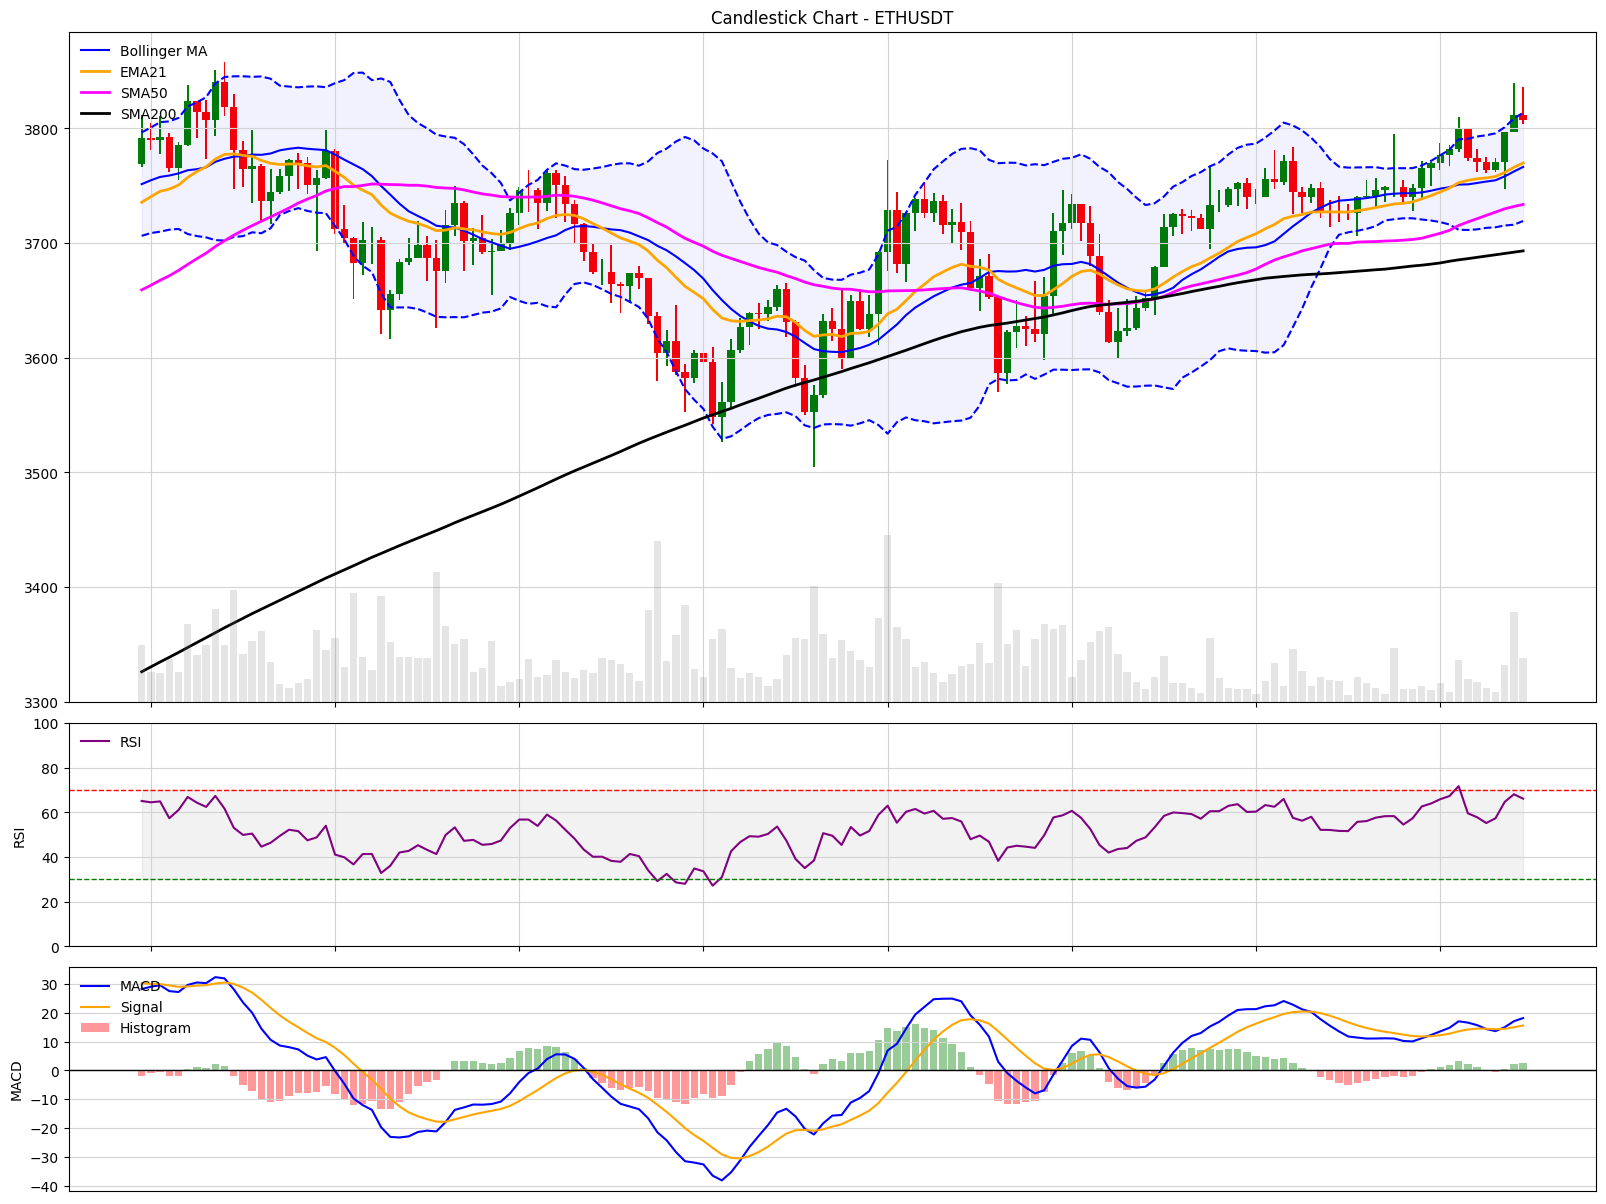 Candlestick Chart - ETHUSDT
Bollinger MA
EMA21
SMA50
SMA200
3800
3700
3600
3500
3400
3300
100
80
60
40
20
0
RSI
RSI
30
20
10
0
−10
−20
−30
−40
MACD
MACD
Signal
Histogram